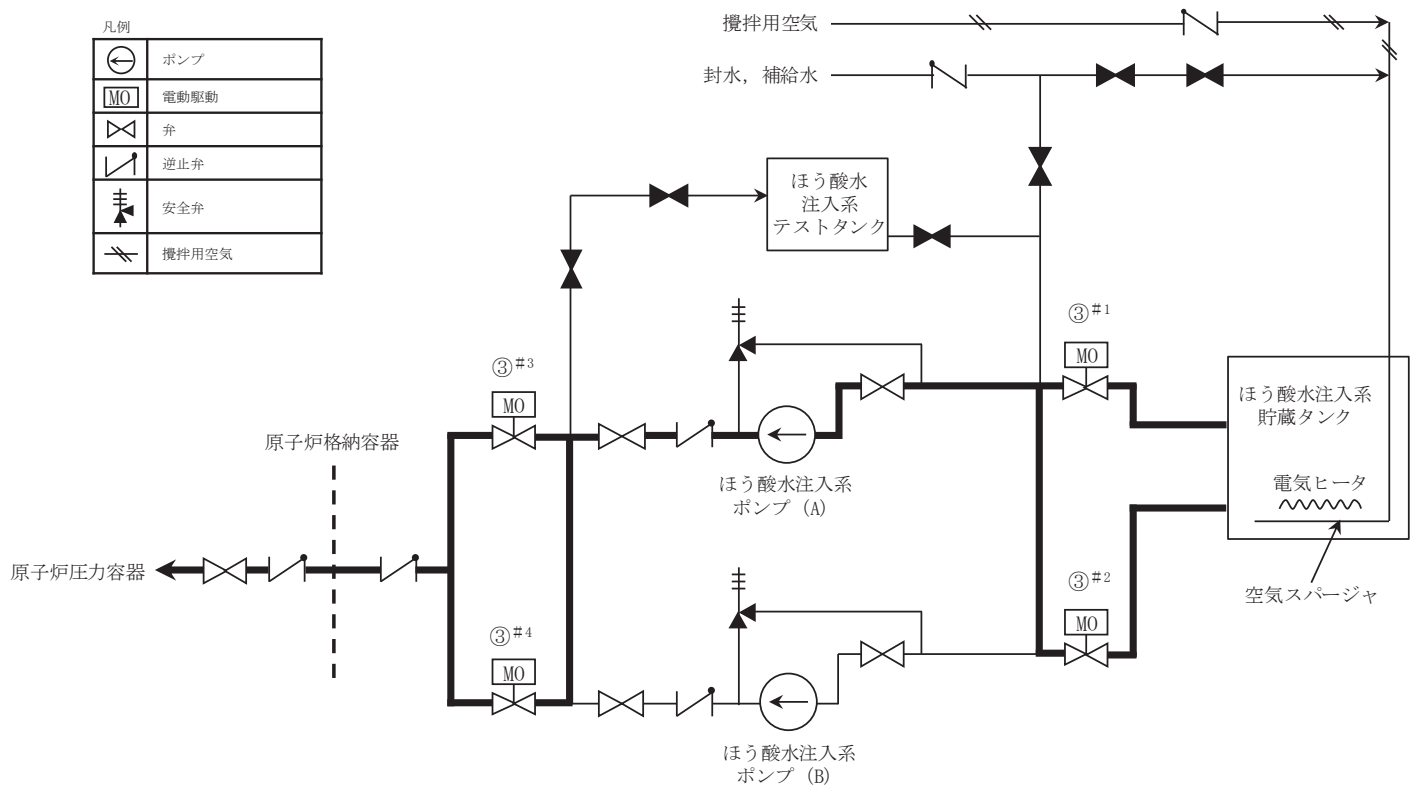 凡例
ポンプ
MO
電動駆動
弁
逆止弁
安全弁
攪拌用空気
攪拌用空気
封水，補給水
ほう酸水
注入系
テストタンク
③#1
MO
③#3
MO
ほう酸水注入系
貯蔵タンク
原子炉格納容器
電気ヒータ
ほう酸水注入系
ポンプ（A）
原子炉圧力容器
③#2
MO
空気スパージャ
③#4
MO
ほう酸水注入系
ポンプ（B）